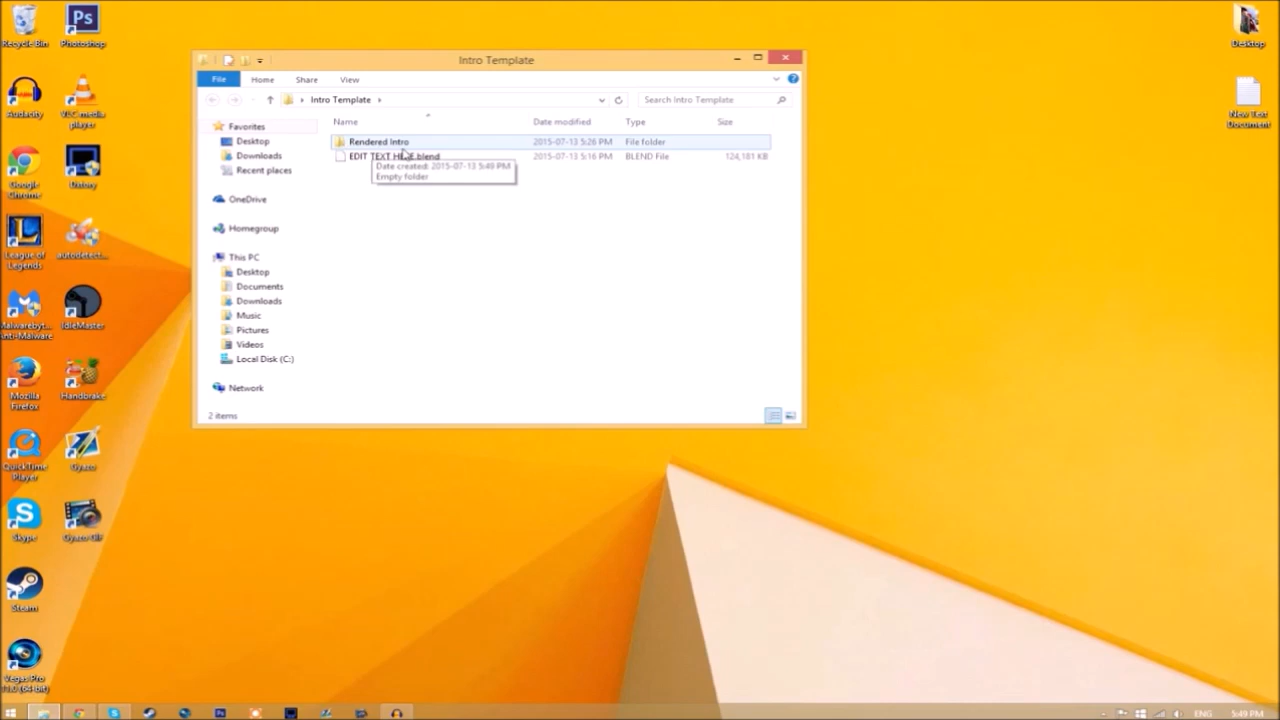 Recycle Bin
Photoshop
Audacity
VLC media player
Google Chrome
League of Legends
autodetect...
Malwareby... Anti-Malware
IdleMaster
Mozilla Firefox
Handbrake
QuickTime Player
Gyazo
Skype
Gyazo GIF
Steam
Vegas Pro
Desktop
New Text Document
Intro Template
File
Home
Share
View
Intro Template
Search Intro Template
Name
Date modified
Type
Size
Rendered Intro
2015-07-13 5:26 PM
File folder
EDIT TEXT HERE.blend
2015-07-13 5:16 PM
BLEND File
124,181 KB
Date created: 2015-07-13 5:49 PM
Empty folder
Favorites
Desktop
Downloads
Recent places
OneDrive
Homegroup
This PC
Desktop
Documents
Downloads
Music
Pictures
Videos
Local Disk (C:)
Network
2 items
ENG
5:49 PM